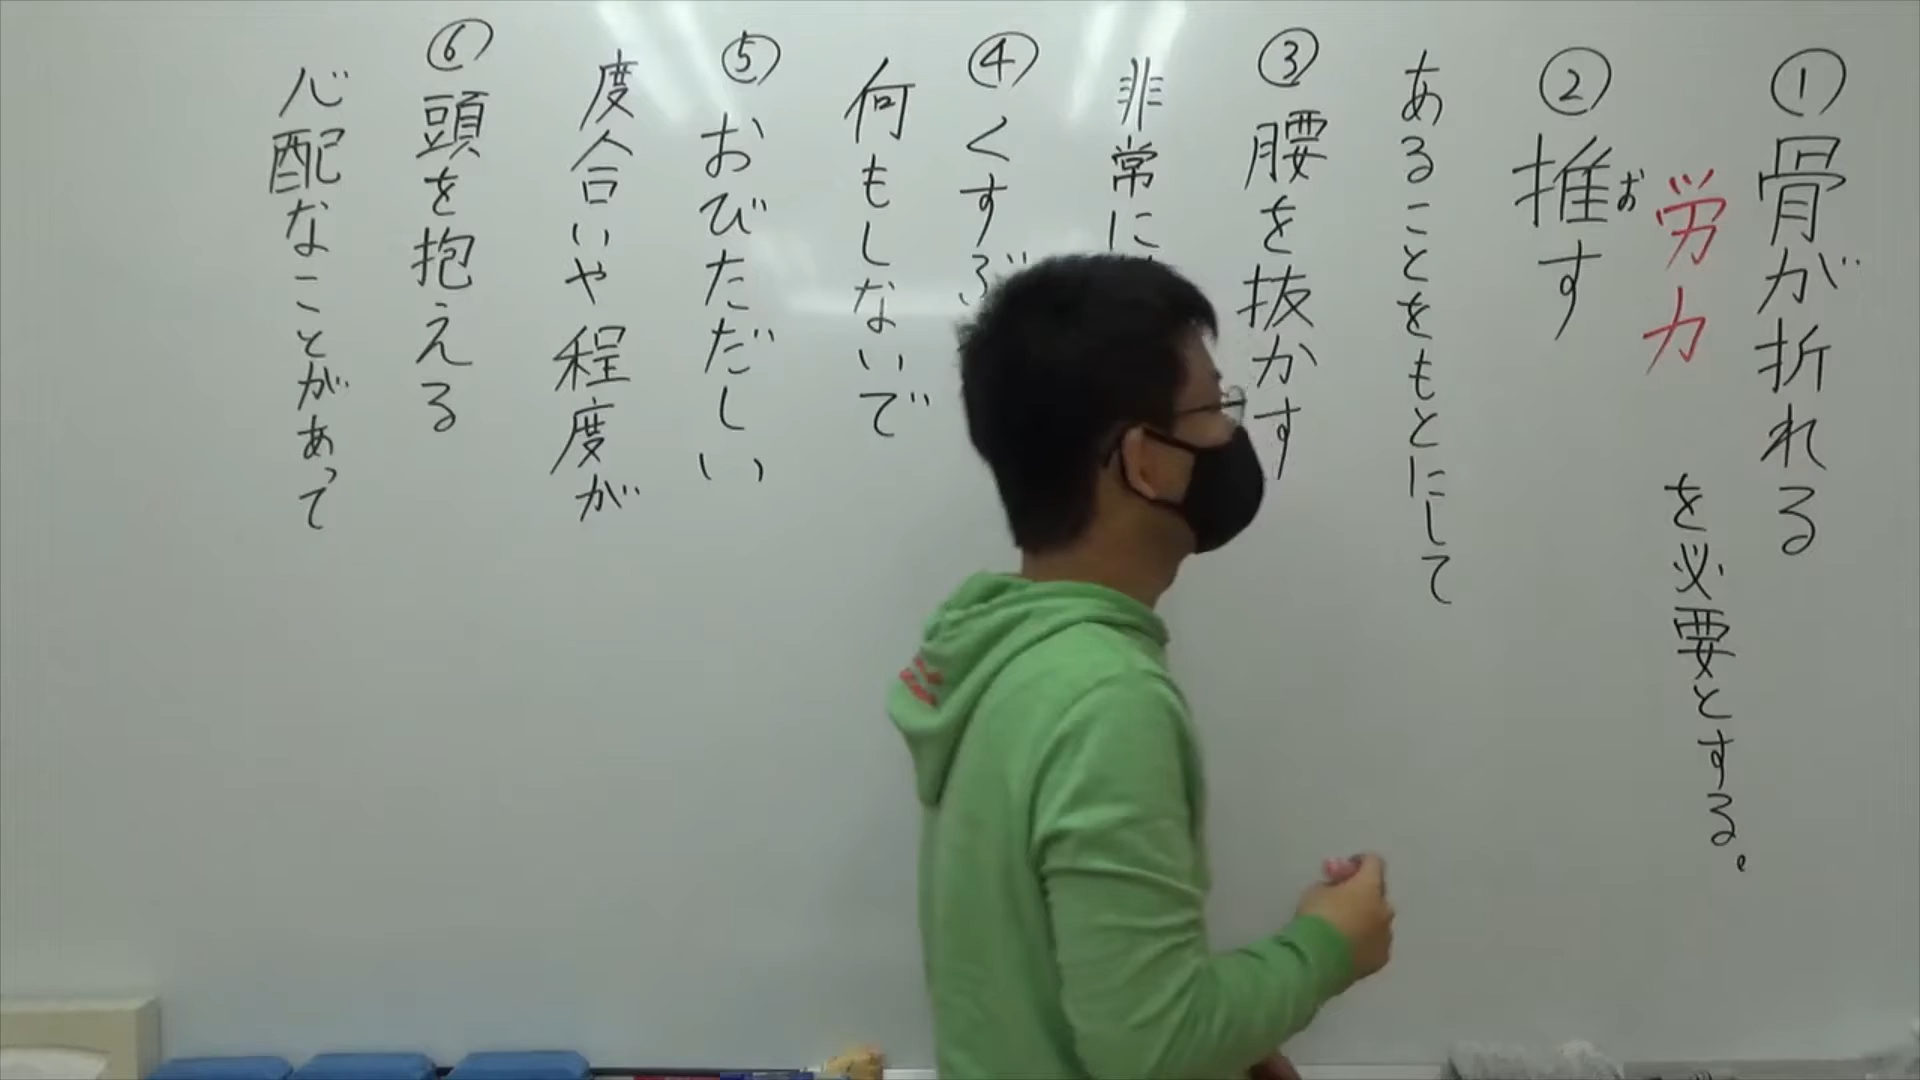 ①骨が折れる
労力を必要とする。
②推す
お
あることをもとにして
③腰を抜かす
非常に
④くすぶ
何もしないで
⑤おびただしい
度合いや程度が
⑥頭を抱える
心配なことがあって